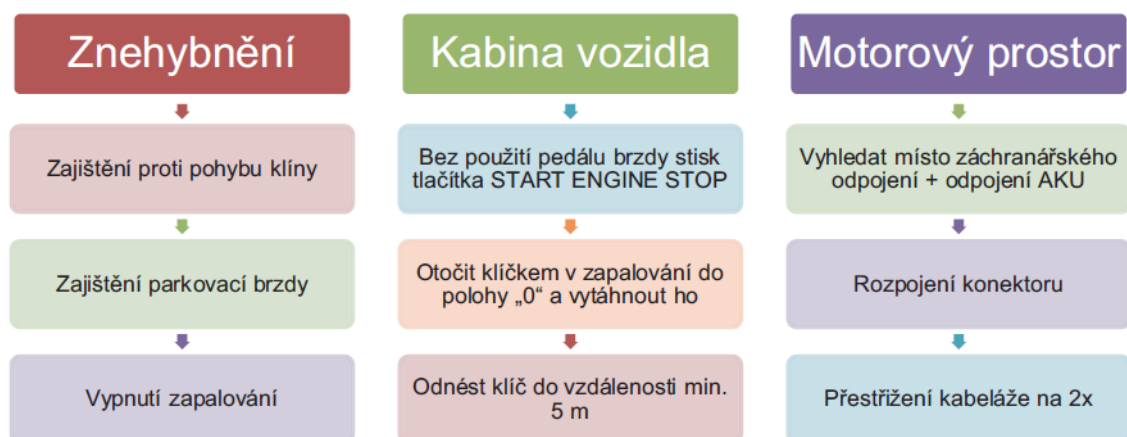 Znehybnění
Zajištění proti pohybu klíny
Zajištění parkovací brzdy
Vypnutí zapalování
Kabina vozidla
Bez použití pedálu brzdy stisk
tlačítka START ENGINE STOP
Otočit klíčkem v zapalování do
polohy „0“ a vytáhnout ho
Odnést klíč do vzdálenosti min.
5 m
Motorový prostor
Vyhledat místo záchranářského
odpojení + odpojení AKU
Rozpojení konektoru
Přestřižení kabeláže na 2x